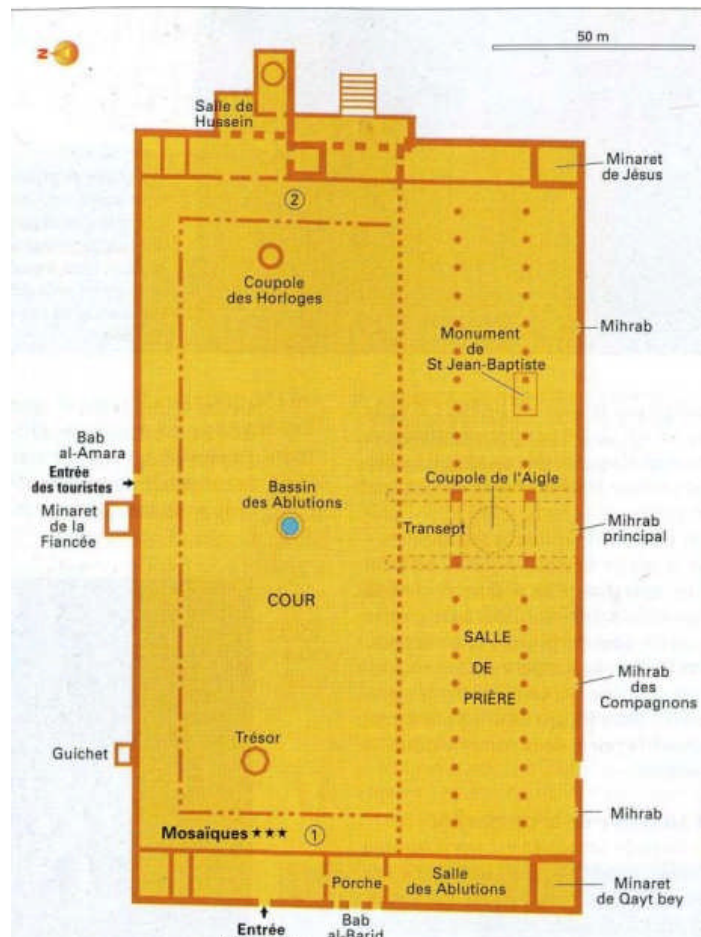 50 m
N
Salle de
Hussein
Minaret
de Jésus
2
Coupole
des Horloges
Mihrab
Monument
de
St Jean-Baptiste
Bab
al-Amara
Entrée
des touristes
Minaret
de la
Fiancée
Bassin
des Ablutions
Coupole de l'Aigle
Transept
Mihrab
principal
COUR
SALLE
DE
PRIÈRE
Mihrab
des Compagnons
Guichet
Trésor
Mihrab
Mosaïques ★★★
1
Porche
Salle
des Ablutions
Minaret
de Qayt bey
Entrée
Bab
al-Barid